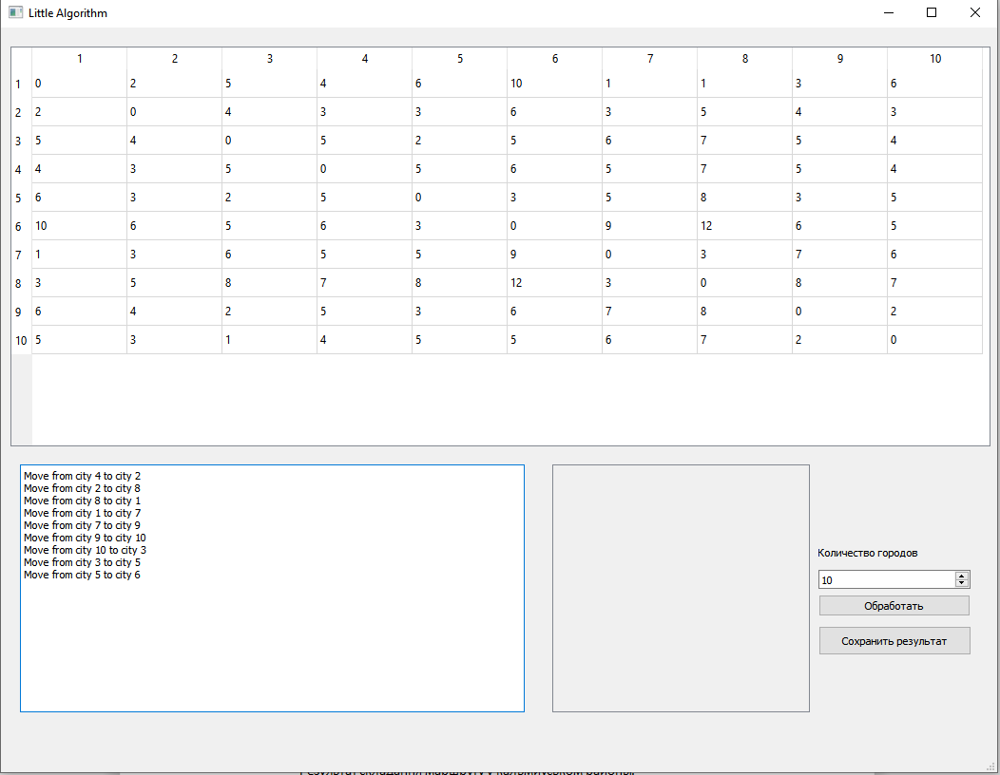 Little Algorithm
1 2 3 4 5 6 7 8 9 10
1 0 2 5 4 6 10 1 1 3 6
2 2 0 4 3 3 6 3 5 4 3
3 5 4 0 5 2 5 6 7 5 4
4 4 3 5 0 5 6 5 7 5 4
5 6 3 2 5 0 3 5 8 3 5
6 10 6 5 6 3 0 9 12 6 5
7 1 3 6 5 5 9 0 3 7 6
8 3 5 8 7 8 12 3 0 8 7
9 6 4 2 5 3 6 7 8 0 2
10 5 3 1 4 5 5 6 7 2 0
Move from city 4 to city 2
Move from city 2 to city 8
Move from city 8 to city 1
Move from city 1 to city 7
Move from city 7 to city 9
Move from city 9 to city 10
Move from city 10 to city 3
Move from city 3 to city 5
Move from city 5 to city 6
Количество городов
10
Обработать
Сохранить результат